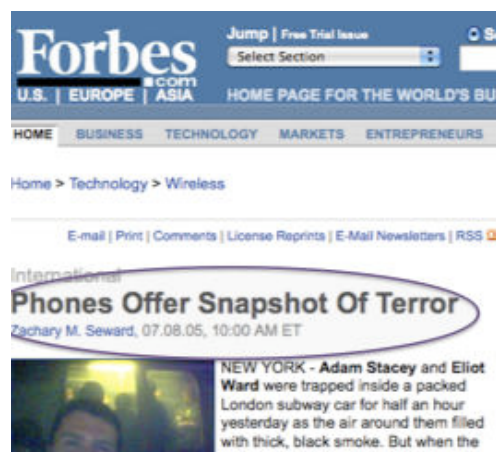 Forbes
.com
Jump | Free Trial Issue
Select Section
U.S. | EUROPE | ASIA
HOME PAGE FOR THE WORLD'S BU
HOME BUSINESS TECHNOLOGY MARKETS ENTREPRENEURS
Home > Technology > Wireless
E-mail | Print | Comments | License Reprints | E-Mail Newsletters | RSS
International
Phones Offer Snapshot Of Terror
Zachary M. Seward, 07.08.05, 10:00 AM ET
NEW YORK - Adam Stacey and Eliot
Ward were trapped inside a packed
London subway car for half an hour
yesterday as the air around them filled
with thick, black smoke. But when the